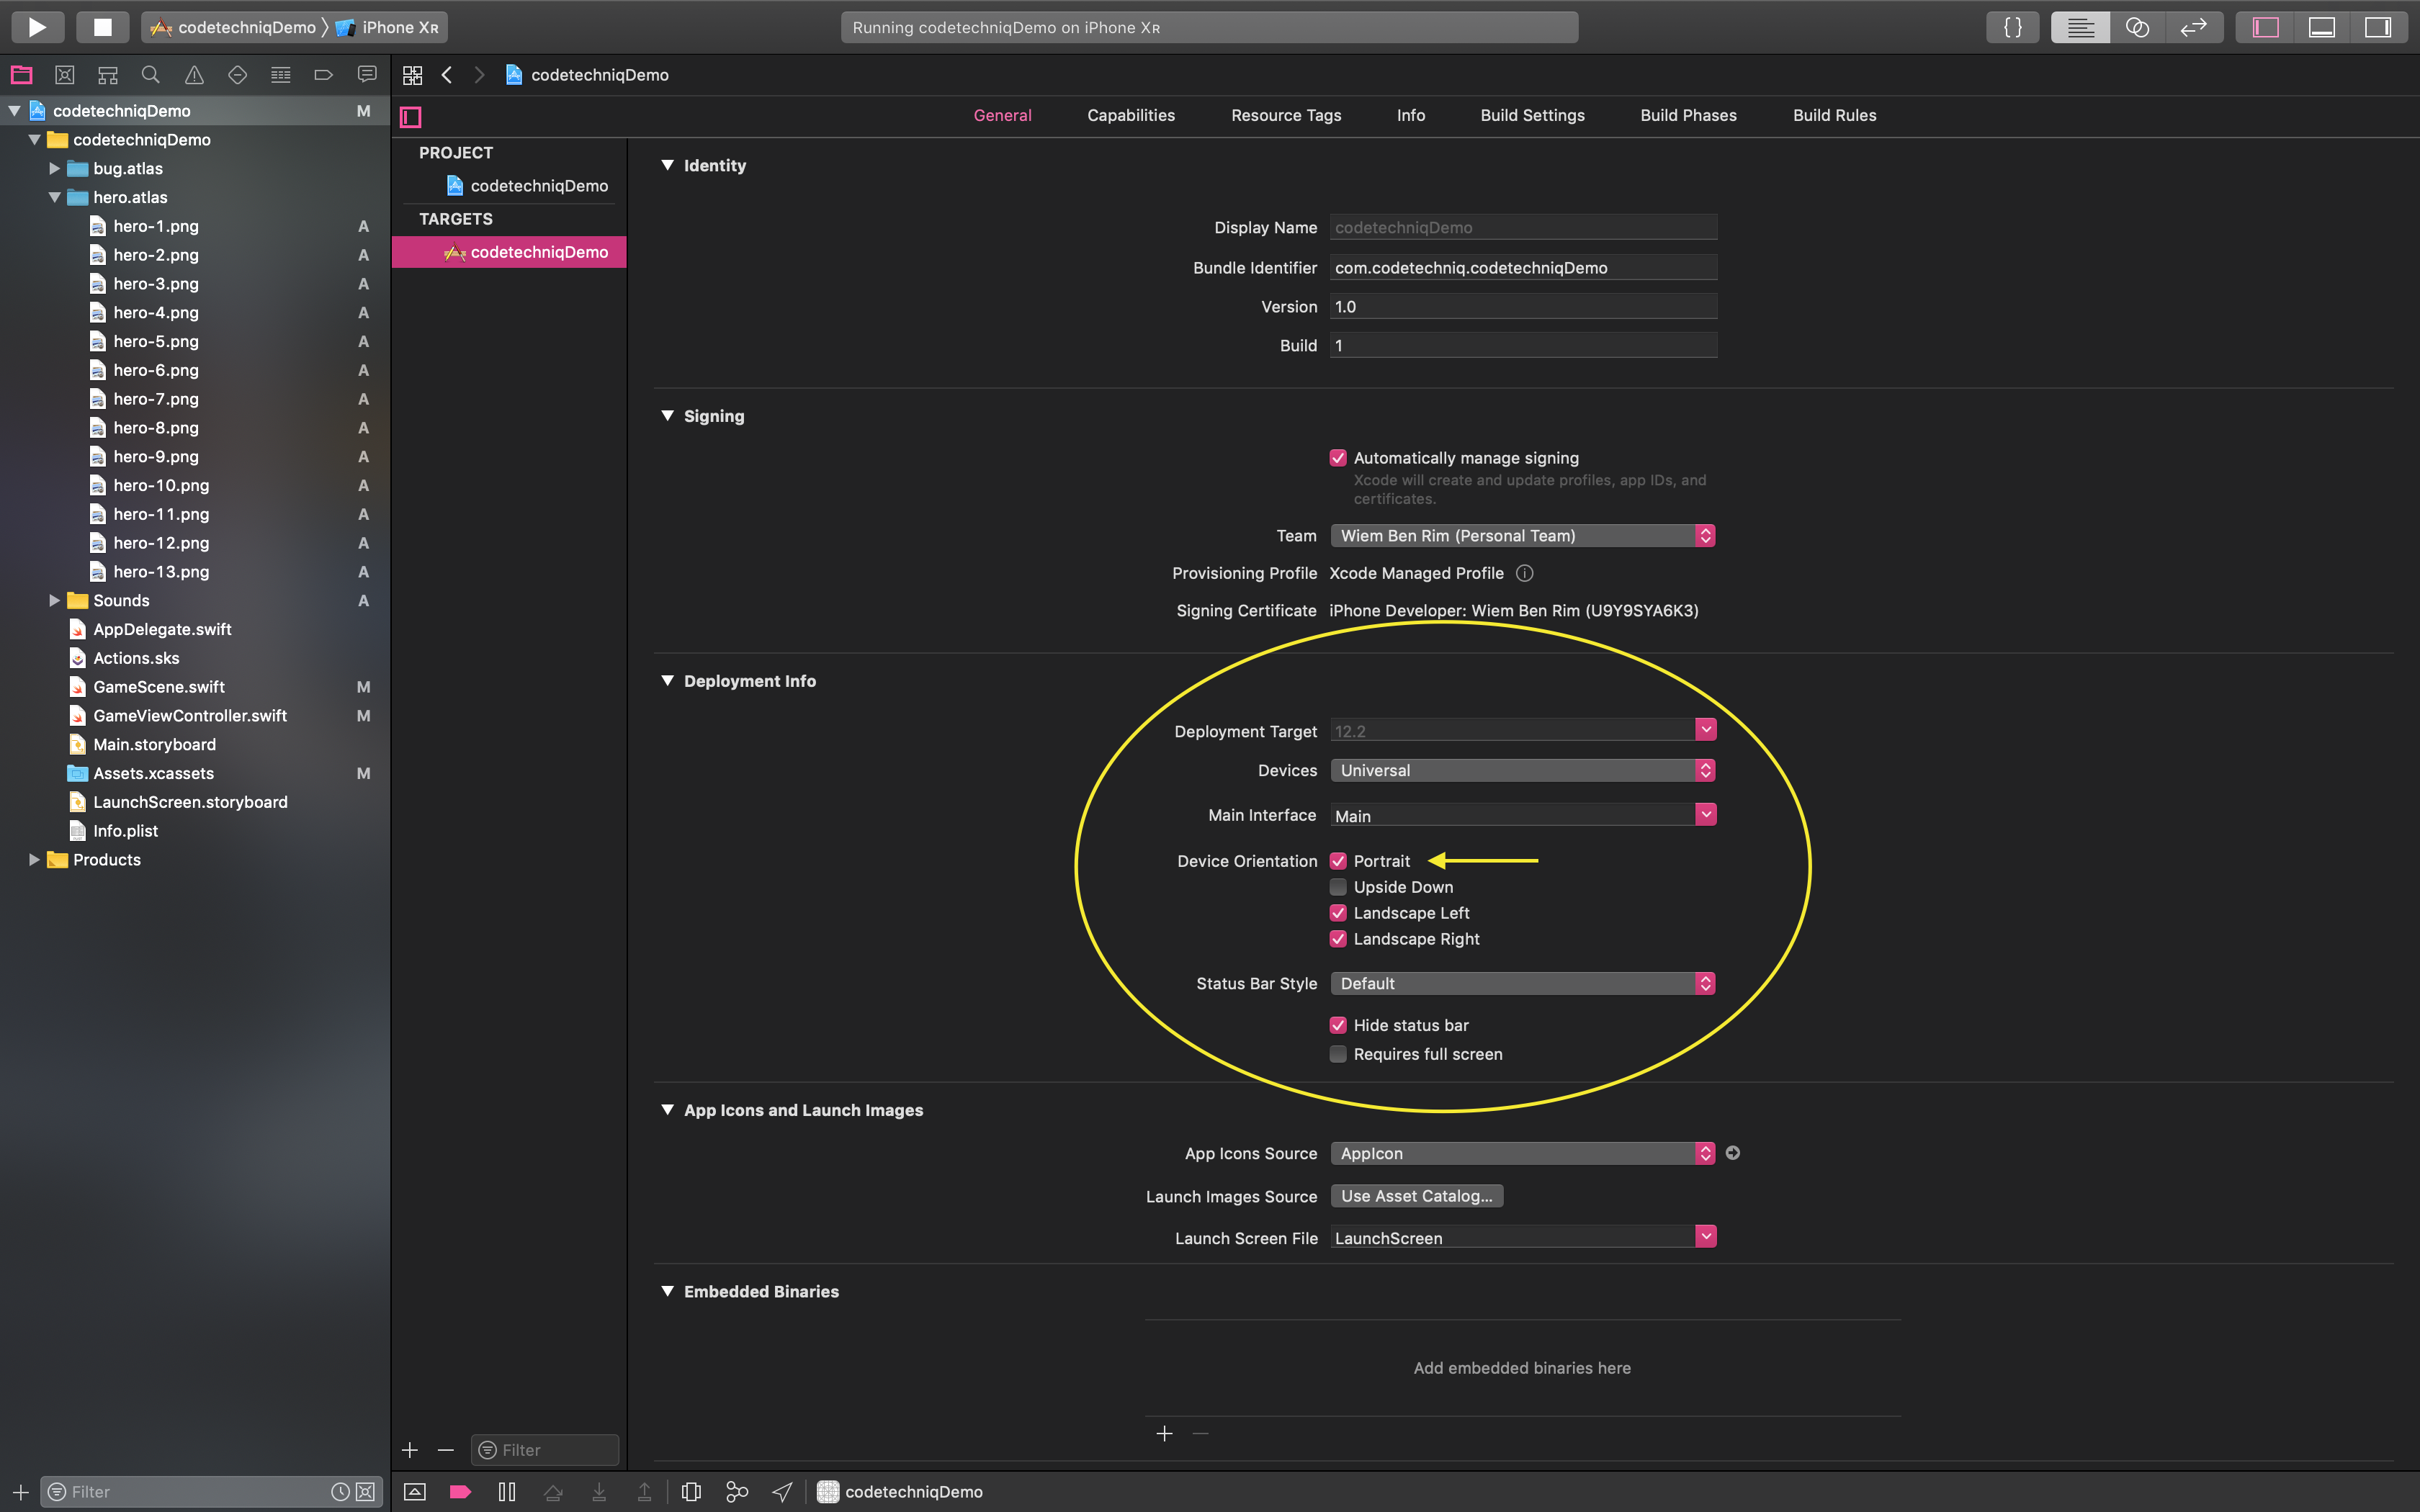 codetechniqDemo iPhone XR
Running codetechniqDemo on iPhone XR
{ }
codetechniqDemo
codetechniqDemo M
codetechniqDemo
bug.atlas
hero.atlas
hero-1.png A
hero-2.png A
hero-3.png A
hero-4.png A
hero-5.png A
hero-6.png A
hero-7.png A
hero-8.png A
hero-9.png A
hero-10.png A
hero-11.png A
hero-12.png A
hero-13.png A
Sounds A
AppDelegate.swift
Actions.sks
GameScene.swift M
GameViewController.swift M
Main.storyboard
Assets.xcassets M
LaunchScreen.storyboard
Info.plist
Products
Filter
General Capabilities Resource Tags Info Build Settings Build Phases Build Rules
PROJECT
codetechniqDemo
TARGETS
codetechniqDemo
Filter
Identity
Display Name codetechniqDemo
Bundle Identifier com.codetechniq.codetechniqDemo
Version 1.0
Build 1
Signing
Automatically manage signing
Xcode will create and update profiles, app IDs, and
certificates.
Team Wiem Ben Rim (Personal Team)
Provisioning Profile Xcode Managed Profile
Signing Certificate iPhone Developer: Wiem Ben Rim (U9Y9SYA6K3)
Deployment Info
Deployment Target 12.2
Devices Universal
Main Interface Main
Device Orientation Portrait
Upside Down
Landscape Left
Landscape Right
Status Bar Style Default
Hide status bar
Requires full screen
App Icons and Launch Images
App Icons Source AppIcon
Launch Images Source Use Asset Catalog...
Launch Screen File LaunchScreen
Embedded Binaries
Add embedded binaries here
codetechniqDemo